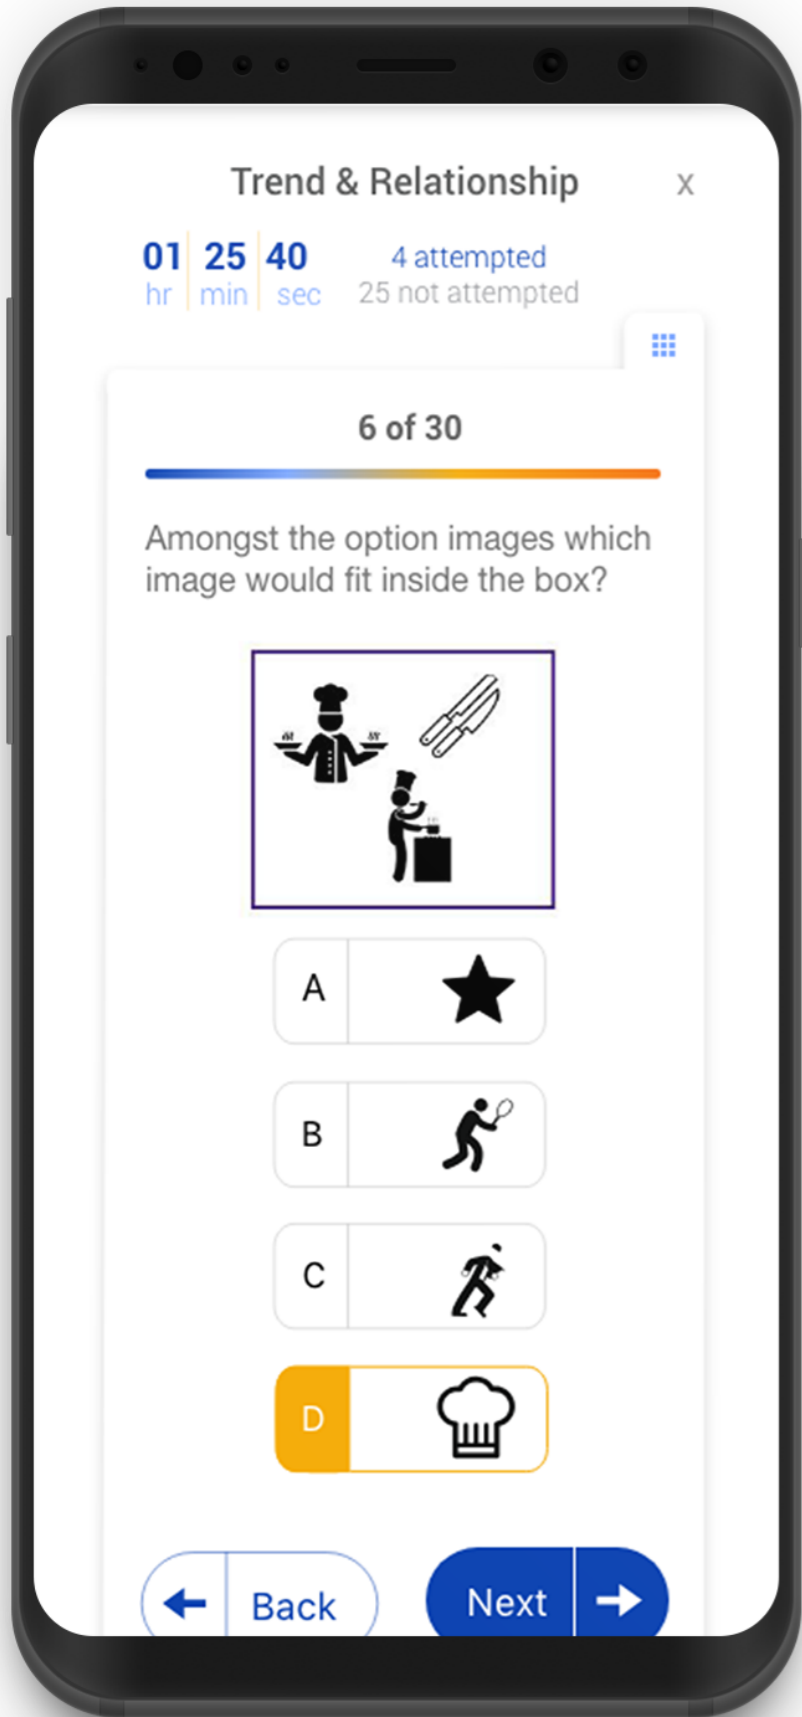 Trend & Relationship x
01 25 40
hr min sec
4 attempted
25 not attempted
6 of 30
Amongst the option images which
image would fit inside the box?
A
B
C
D
Back
Next